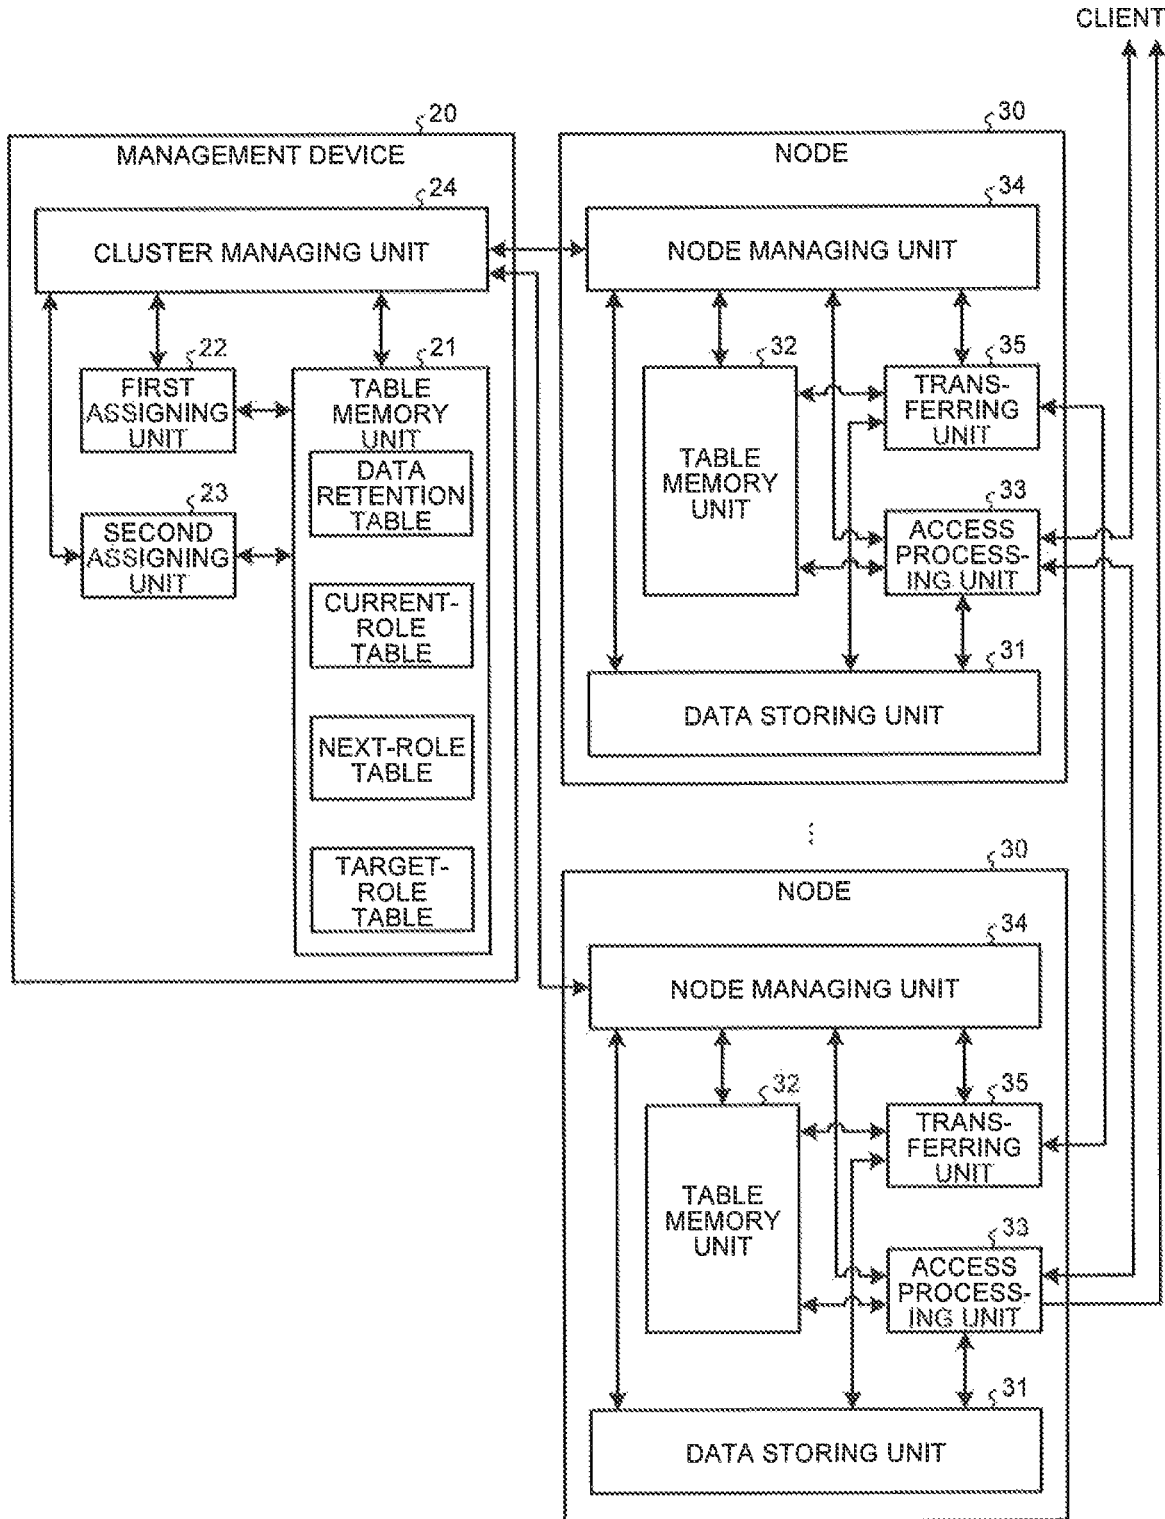 CLIENT
20
MANAGEMENT DEVICE
24
CLUSTER MANAGING UNIT
22
FIRST
ASSIGNING
UNIT
23
SECOND
ASSIGNING
UNIT
21
TABLE
MEMORY
UNIT
DATA
RETENTION
TABLE
CURRENT-
ROLE
TABLE
NEXT-ROLE
TABLE
TARGET-
ROLE
TABLE
30
NODE
34
NODE MANAGING UNIT
32
TABLE
MEMORY
UNIT
35
TRANS-
FERRING
UNIT
33
ACCESS
PROCESS-
ING UNIT
31
DATA STORING UNIT
30
NODE
34
NODE MANAGING UNIT
32
TABLE
MEMORY
UNIT
35
TRANS-
FERRING
UNIT
33
ACCESS
PROCESS-
ING UNIT
31
DATA STORING UNIT